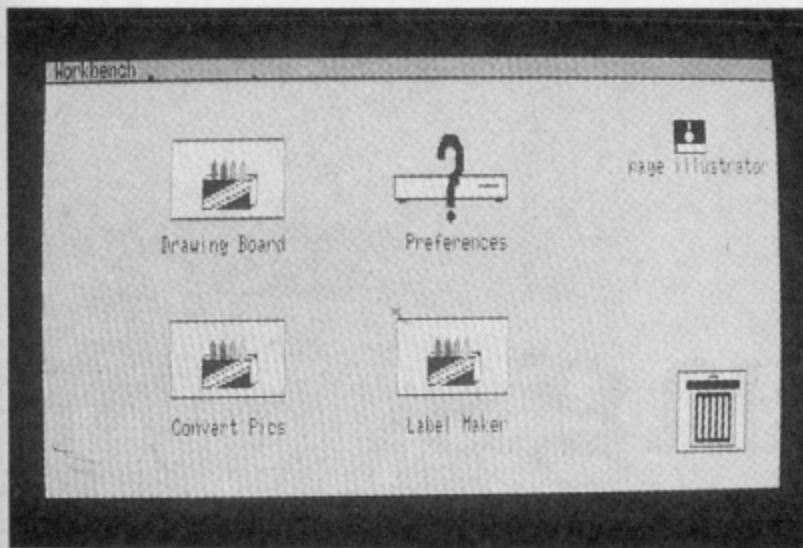 Workbench
page illustrator
Drawing Board
Preferences
Convert Pics
Label Maker